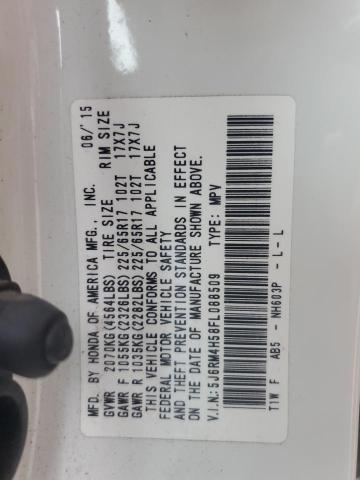 MFD. BY HONDA OF AMERICA MFG., INC. 06/'15
GVWR 2070KG(4564LBS) TIRE SIZE RIM SIZE
GAWR F 1055KG(2326LBS) 225/65R17 102T 17X7J
GAWR R 1035KG(2282LBS) 225/65R17 102T 17X7J
THIS VEHICLE CONFORMS TO ALL APPLICABLE
FEDERAL MOTOR VEHICLE SAFETY
AND THEFT PREVENTION STANDARDS IN EFFECT
ON THE DATE OF MANUFACTURE SHOWN ABOVE.
V.I.N:5J6RM4H58FL088509 TYPE: MPV
T1W F AB5 - NH603P - L - L